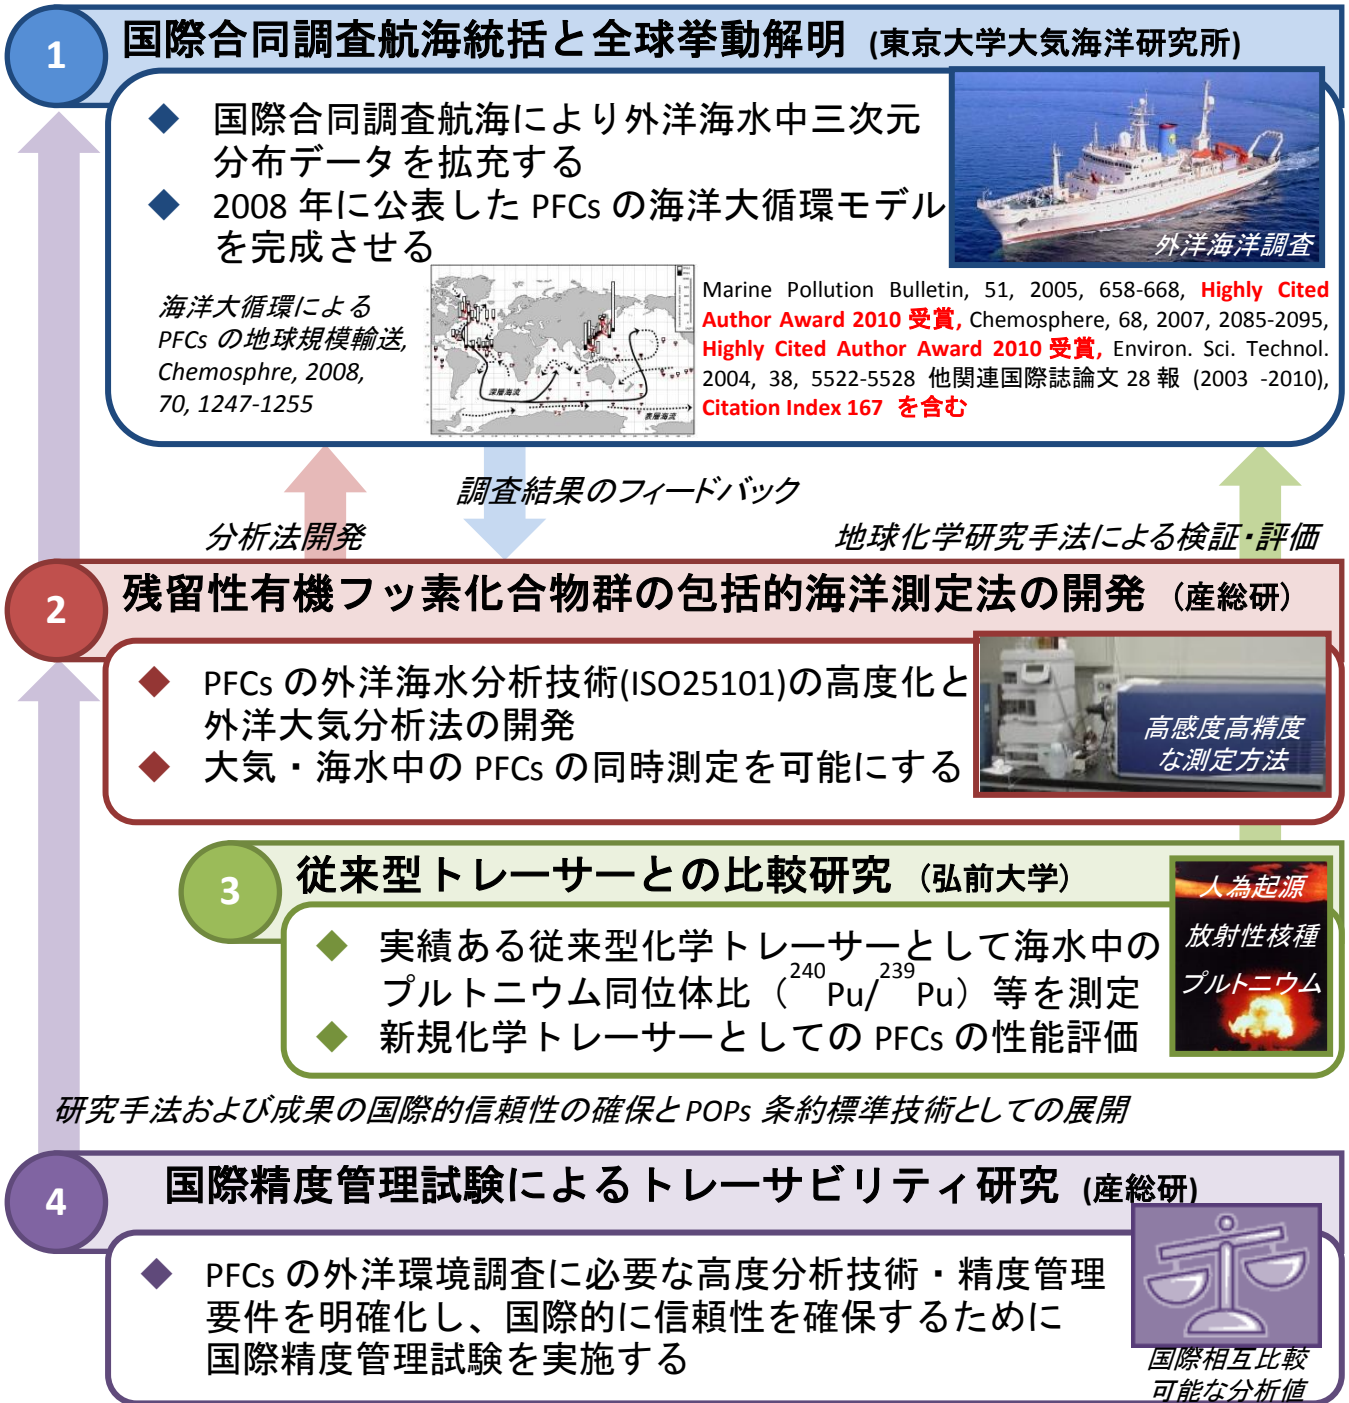 1
国際合同調査航海統括と全球挙動解明 (東京大学大気海洋研究所)
◆ 国際合同調査航海により外洋海水中三次元
分布データを拡充する
◆ 2008 年に公表した PFCs の海洋大循環モデル
を完成させる
外洋海洋調査
海洋大循環による
PFCs の地球規模輸送,
Chemosphre, 2008,
70, 1247-1255
深層海流
表層海流
Marine Pollution Bulletin, 51, 2005, 658-668, Highly Cited
Author Award 2010 受賞, Chemosphere, 68, 2007, 2085-2095,
Highly Cited Author Award 2010 受賞, Environ. Sci. Technol.
2004, 38, 5522-5528 他関連国際誌論文 28 報 (2003 -2010),
Citation Index 167 を含む
調査結果のフィードバック
分析法開発
地球化学研究手法による検証・評価
2
残留性有機フッ素化合物群の包括的海洋測定法の開発 (産総研)
◆ PFCs の外洋海水分析技術(ISO25101)の高度化と
外洋大気分析法の開発
◆ 大気・海水中の PFCs の同時測定を可能にする
高感度高精度
な測定方法
3
従来型トレーサーとの比較研究 (弘前大学)
◆ 実績ある従来型化学トレーサーとして海水中の
プルトニウム同位体比（240Pu/239Pu）等を測定
◆ 新規化学トレーサーとしての PFCs の性能評価
人為起源
放射性核種
プルトニウム
研究手法および成果の国際的信頼性の確保と POPs 条約標準技術としての展開
4
国際精度管理試験によるトレーサビリティ研究 (産総研)
◆ PFCs の外洋環境調査に必要な高度分析技術・精度管理
要件を明確化し、国際的に信頼性を確保するために
国際精度管理試験を実施する
国際相互比較
可能な分析値